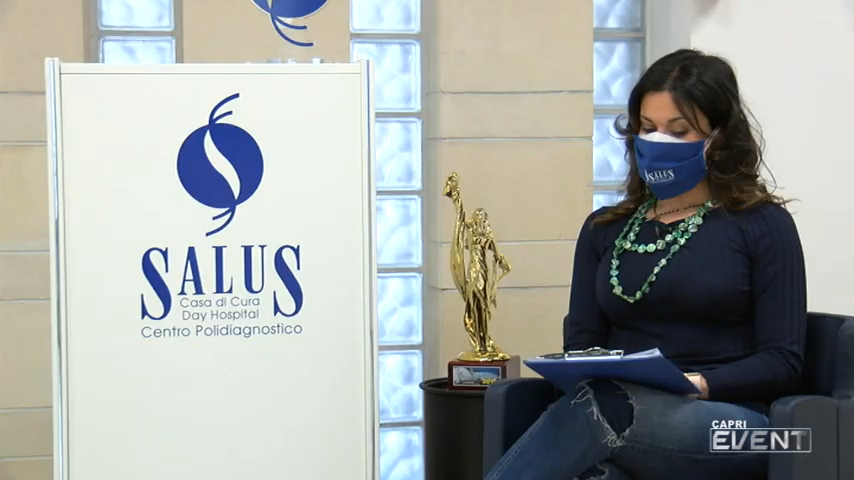 SALUS
Casa di Cura
Day Hospital
Centro Polidiagnostico
SALUS
CAPRI
EVENT